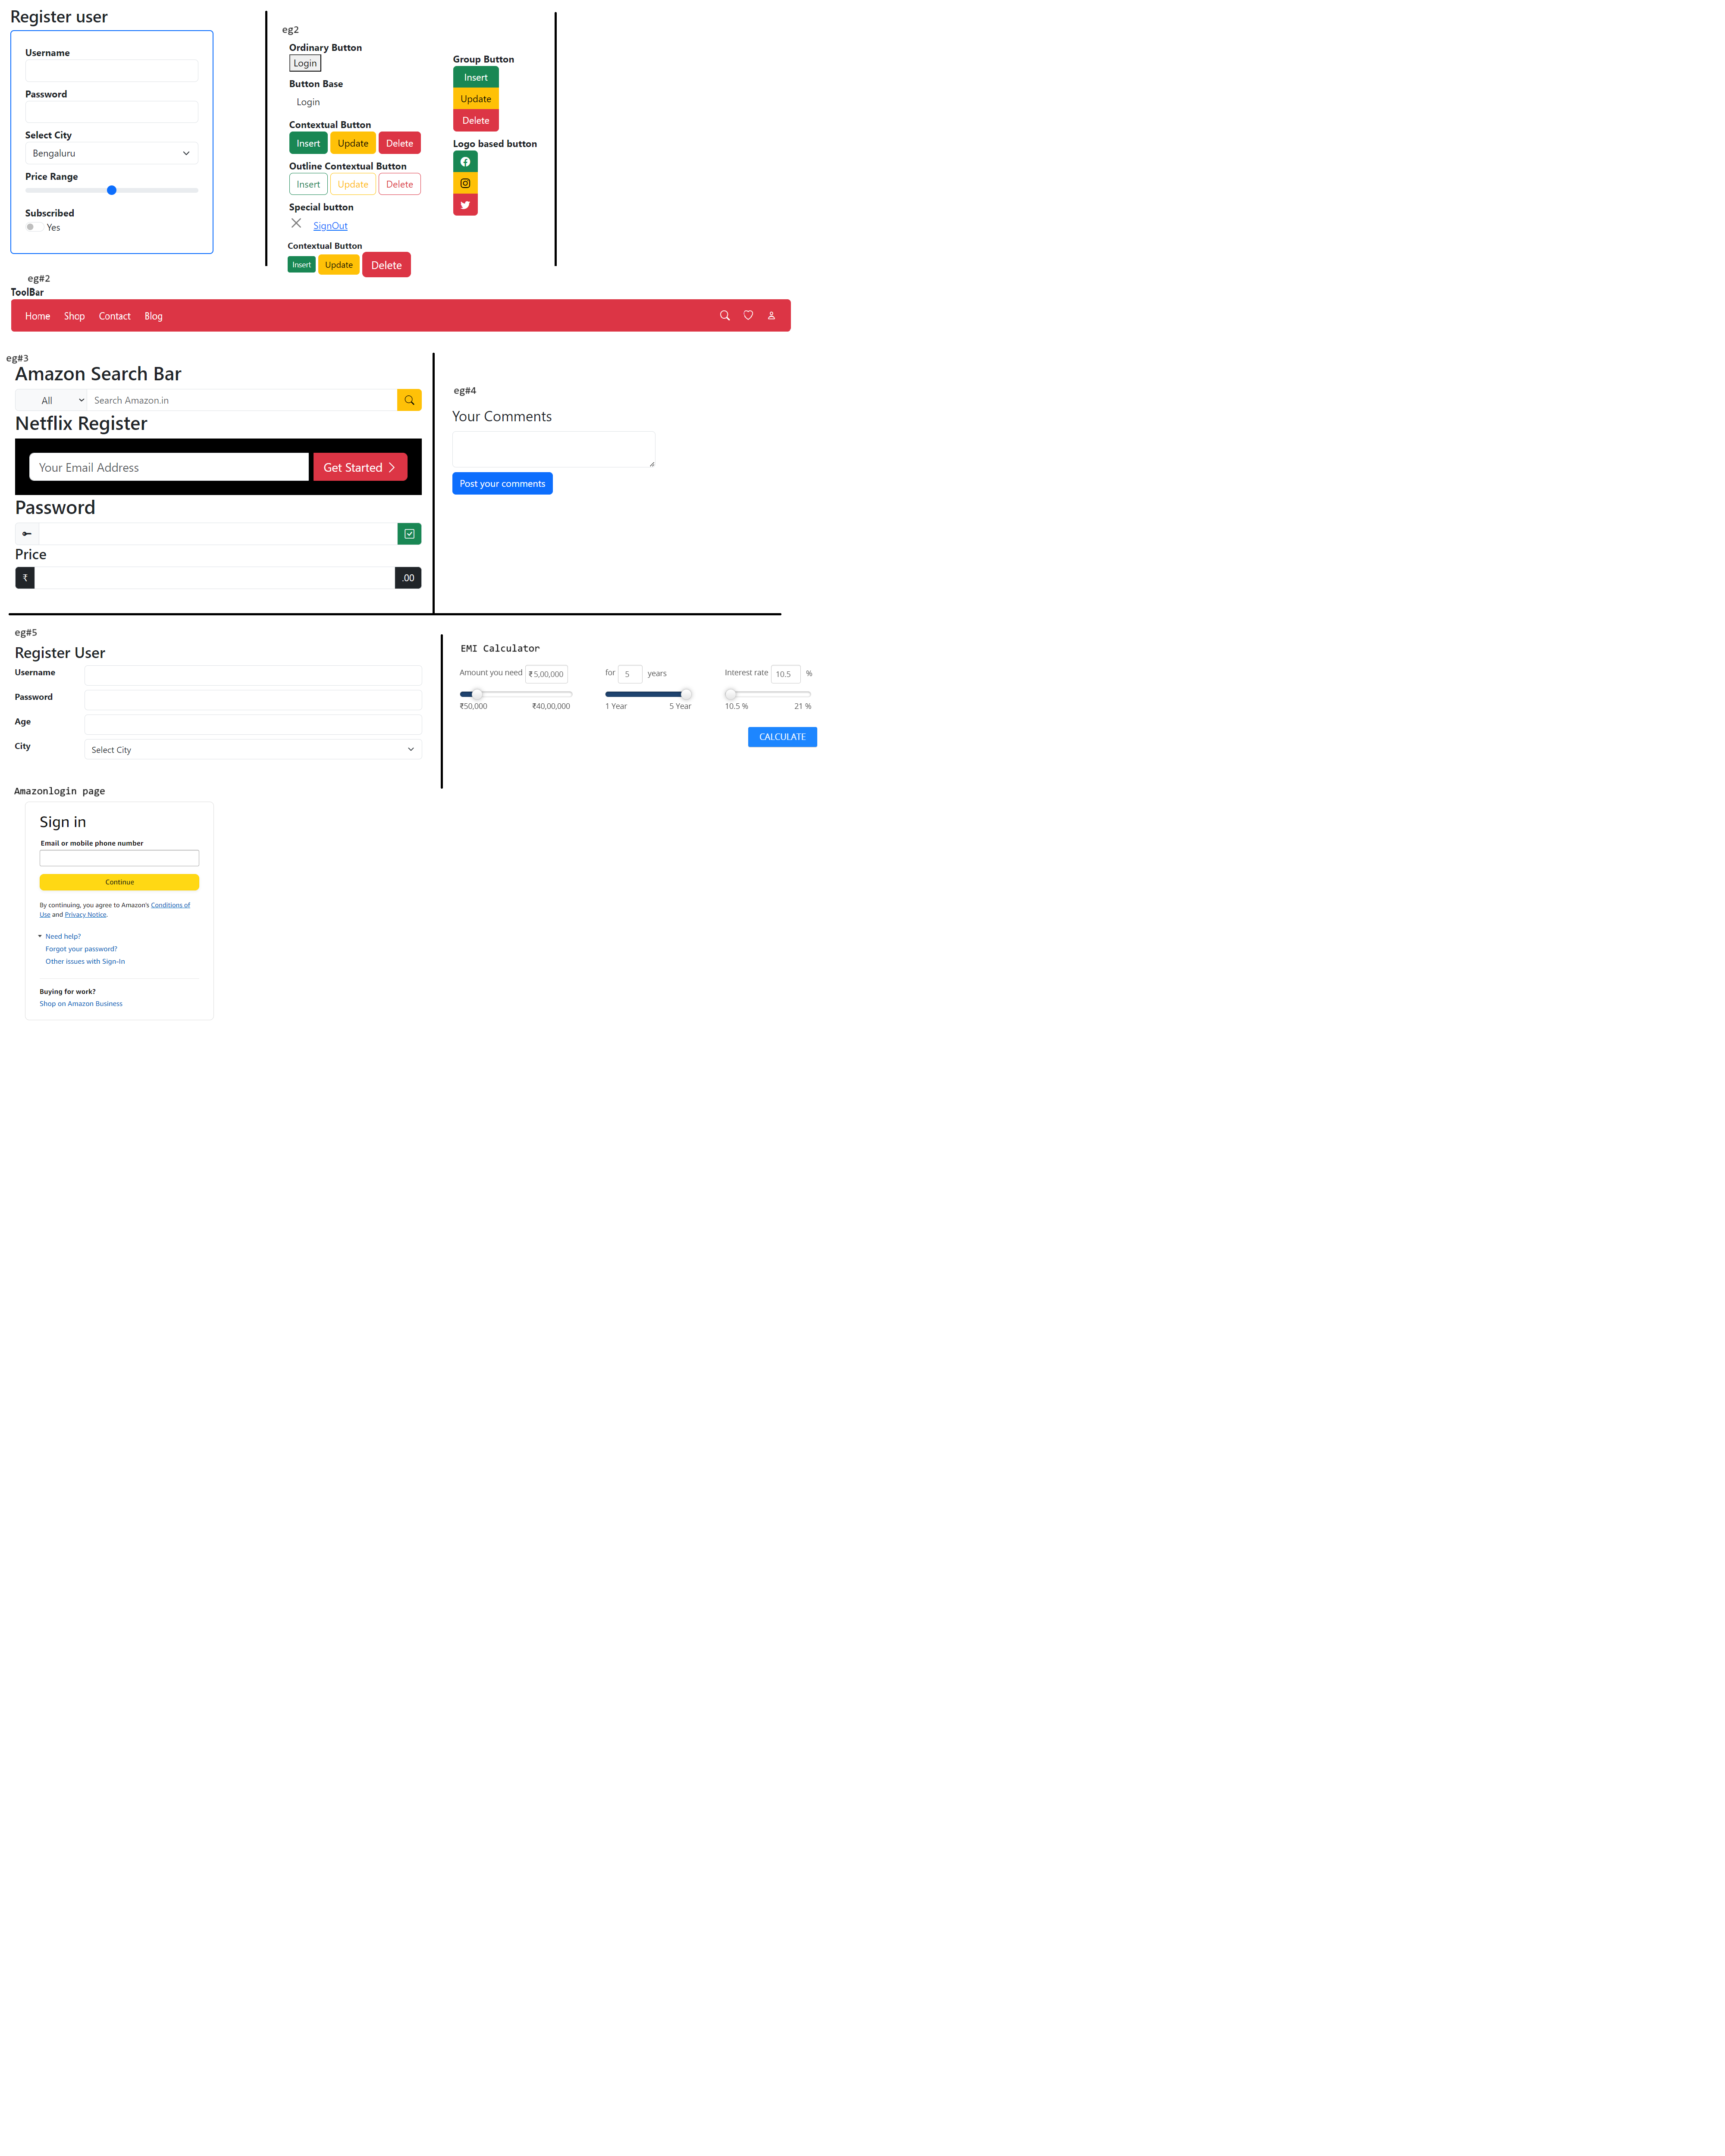 Register user
Username
Password
Select City
Bengaluru
Price Range
Subscribed
Yes
eg2
Ordinary Button
Login
Button Base
Login
Contextual Button
Insert Update Delete
Outline Contextual Button
Insert Update Delete
Special button
SignOut
Contextual Button
Insert Update Delete
Group Button
Insert
Update
Delete
Logo based button
eg#2
ToolBar
Home Shop Contact Blog
eg#3
Amazon Search Bar
All Search Amazon.in
Netflix Register
Your Email Address Get Started
Password
Price
₹ .00
eg#4
Your Comments
Post your comments
eg#5
Register User
Username
Password
Age
City Select City
EMI Calculator
Amount you need ₹5,00,000 for 5 years Interest rate 10.5 %
₹50,000 ₹40,00,000 1 Year 5 Year 10.5 % 21 %
CALCULATE
Amazonlogin page
Sign in
Email or mobile phone number
Continue
By continuing, you agree to Amazon's Conditions of
Use and Privacy Notice.
Need help?
Forgot your password?
Other issues with Sign-In
Buying for work?
Shop on Amazon Business